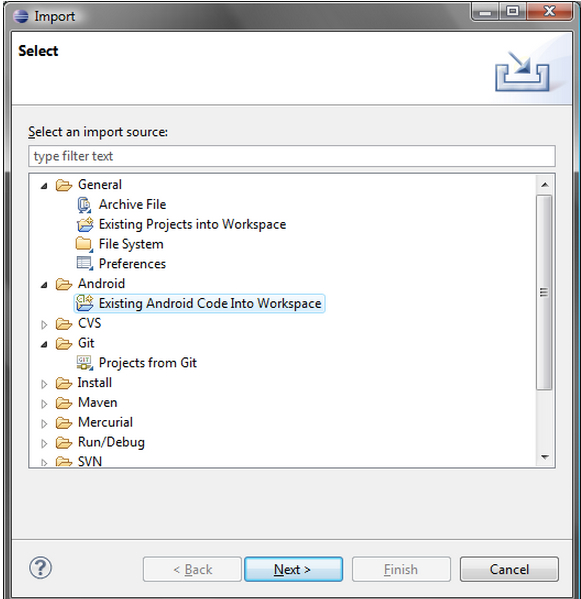 Import
Select
Select an import source:
type filter text
General
Archive File
Existing Projects into Workspace
File System
Preferences
Android
Existing Android Code Into Workspace
CVS
Git
GIT
Projects from Git
Install
Maven
Mercurial
Run/Debug
SVN
?
< Back
Next >
Finish
Cancel